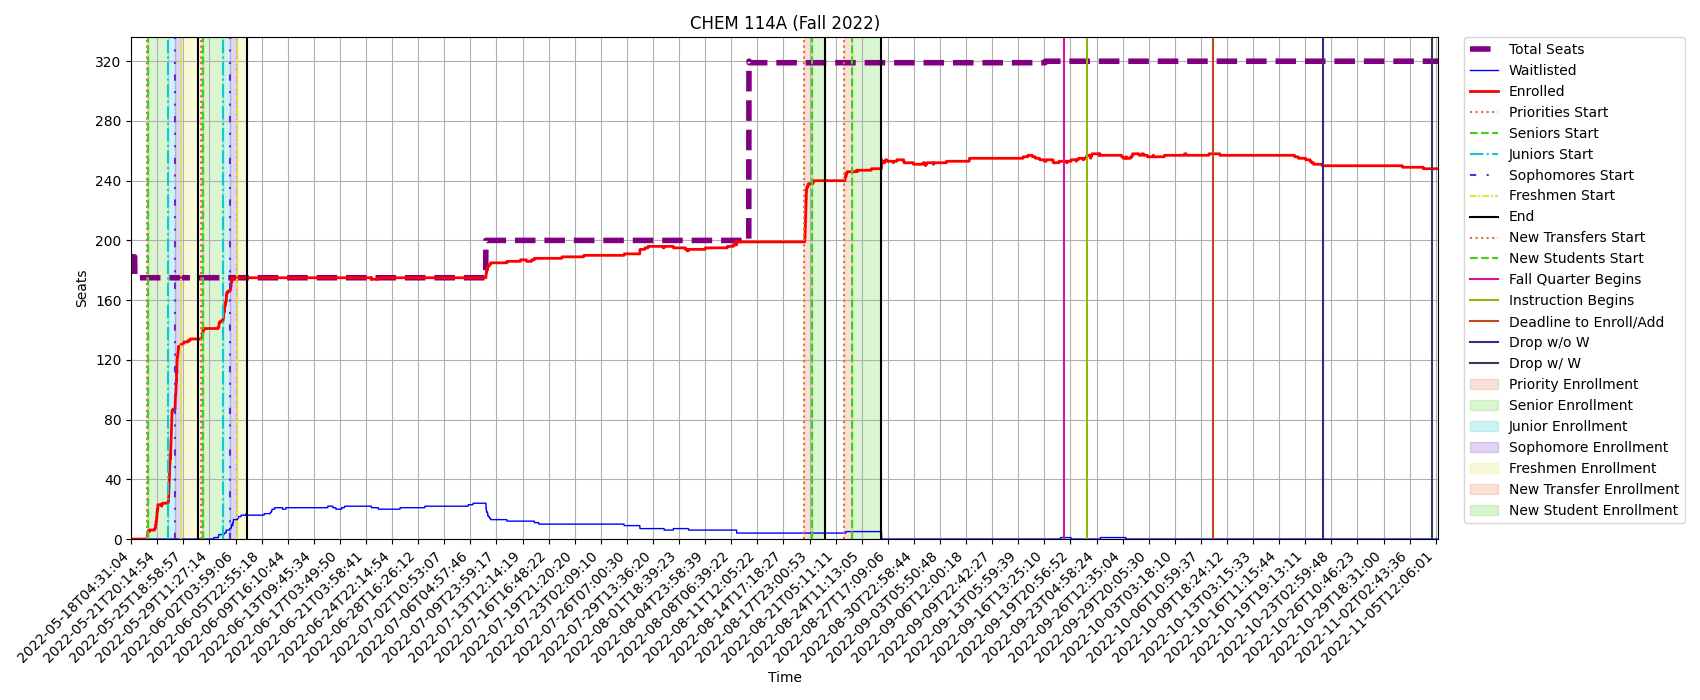 CHEM 114A (Fall 2022)
320
280
240
200
160
120
80
40
0
Seats
2022-05-18T04:31:04
2022-05-21T20:14:54
2022-05-25T18:58:57
2022-05-29T11:27:14
2022-06-02T03:59:06
2022-06-05T22:55:18
2022-06-09T16:10:44
2022-06-13T09:45:34
2022-06-17T03:49:50
2022-06-21T03:58:41
2022-06-24T22:14:54
2022-06-28T16:26:12
2022-07-02T10:53:07
2022-07-06T04:57:46
2022-07-09T23:59:17
2022-07-13T12:14:19
2022-07-16T16:48:22
2022-07-19T21:20:20
2022-07-23T02:09:10
2022-07-26T07:00:30
2022-07-29T13:36:20
2022-08-01T18:39:23
2022-08-04T23:58:39
2022-08-08T06:39:22
2022-08-11T12:05:22
2022-08-14T17:18:27
2022-08-17T23:00:53
2022-08-21T05:11:11
2022-08-24T11:13:05
2022-08-27T17:09:06
2022-08-30T22:58:44
2022-09-03T05:50:48
2022-09-06T12:00:18
2022-09-09T22:42:27
2022-09-13T05:59:39
2022-09-16T13:25:10
2022-09-19T20:56:52
2022-09-23T04:58:24
2022-09-26T12:35:04
2022-09-29T20:05:30
2022-10-03T03:18:10
2022-10-06T10:59:37
2022-10-09T18:24:12
2022-10-13T03:15:33
2022-10-16T11:15:44
2022-10-19T19:13:11
2022-10-23T02:59:48
2022-10-26T10:46:23
2022-10-29T18:31:00
2022-11-02T02:43:36
2022-11-05T12:06:01
Time
Total Seats
Waitlisted
Enrolled
Priorities Start
Seniors Start
Juniors Start
Sophomores Start
Freshmen Start
End
New Transfers Start
New Students Start
Fall Quarter Begins
Instruction Begins
Deadline to Enroll/Add
Drop w/o W
Drop w/ W
Priority Enrollment
Senior Enrollment
Junior Enrollment
Sophomore Enrollment
Freshmen Enrollment
New Transfer Enrollment
New Student Enrollment